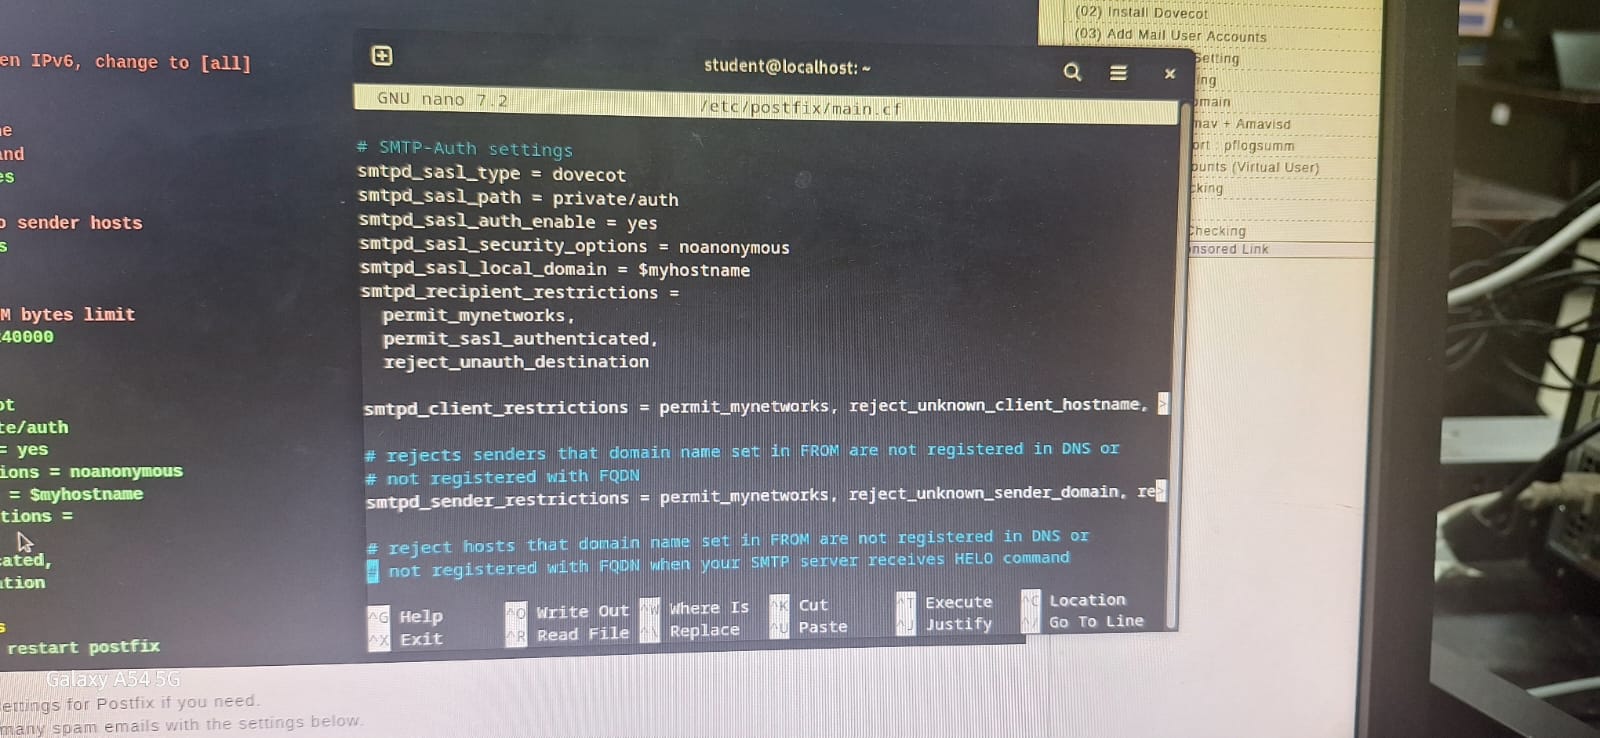 en IPv6, change to [all]
and
es
o sender hosts
s
M bytes limit
40000
ot
te/auth
= yes
ions = noanonymous
= $myhostname
tions =
ated,
ation
s
restart postfix
Galaxy A54 5G
ettings for Postfix if you need.
many spam emails with the settings below.
student@localhost: ~
GNU nano 7.2 /etc/postfix/main.cf
# SMTP-Auth settings
smtpd_sasl_type = dovecot
smtpd_sasl_path = private/auth
smtpd_sasl_auth_enable = yes
smtpd_sasl_security_options = noanonymous
smtpd_sasl_local_domain = $myhostname
smtpd_recipient_restrictions =
permit_mynetworks,
permit_sasl_authenticated,
reject_unauth_destination
smtpd_client_restrictions = permit_mynetworks, reject_unknown_client_hostname, >
# rejects senders that domain name set in FROM are not registered in DNS or
# not registered with FQDN
smtpd_sender_restrictions = permit_mynetworks, reject_unknown_sender_domain, re>
# reject hosts that domain name set in FROM are not registered in DNS or
# not registered with FQDN when your SMTP server receives HELO command
^G Help ^O Write Out ^W Where Is ^K Cut ^T Execute ^C Location
^X Exit ^R Read File ^\ Replace ^U Paste ^J Justify ^/ Go To Line
(02) Install Dovecot
(03) Add Mail User Accounts
Setting
ing
omain
mav + Amavisd
ort : pflogsumm
ounts (Virtual User)
cking
Checking
nsored Link